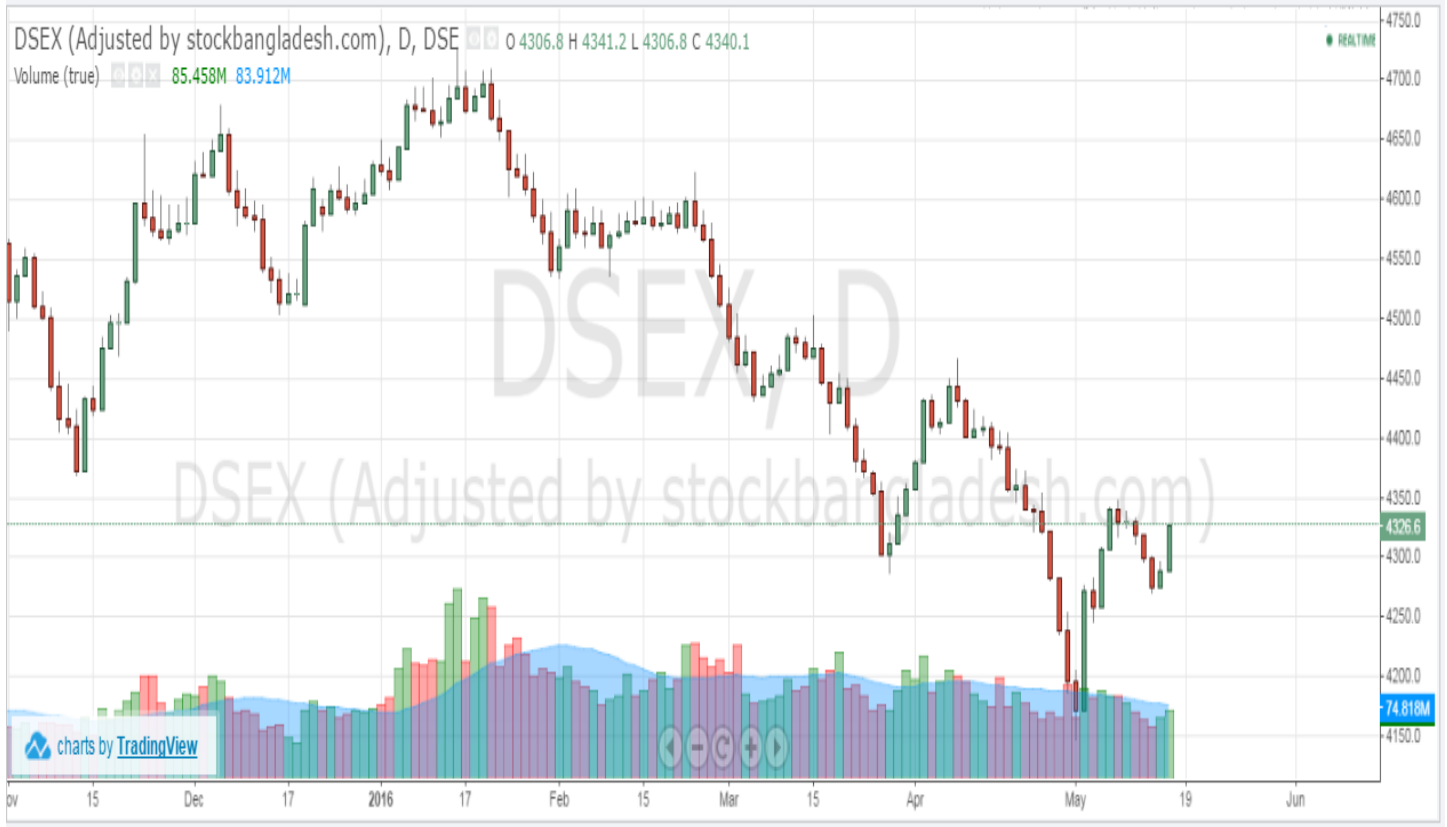 DSEX (Adjusted by stockbangladesh.com), D, DSE O 4306.8 H 4341.2 L 4306.8 C 4340.1
Volume (true) 85.458M 83.912M
REALTIME
4750.0
4700.0
4650.0
4600.0
4550.0
4500.0
4450.0
4400.0
4350.0
4326.6
4300.0
4250.0
4200.0
74.818M
4150.0
DSEX, D
DSEX (Adjusted by stockbangladesh.com)
charts by TradingView
ov 15 Dec 17 2016 17 Feb 15 Mar 15 Apr May 19 Jun